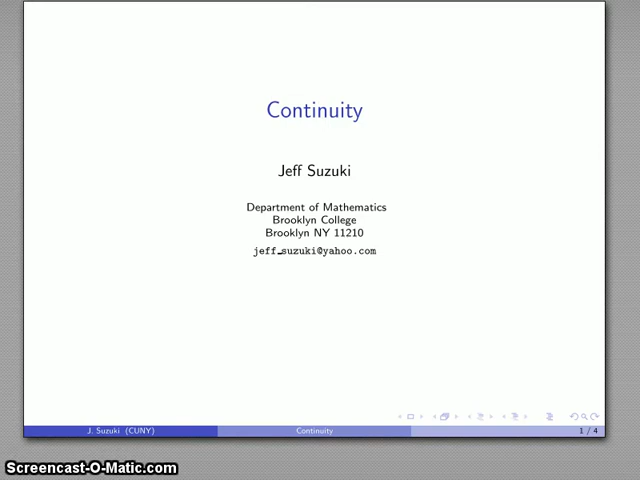 Continuity
Jeff Suzuki
Department of Mathematics
Brooklyn College
Brooklyn NY 11210
jeff_suzuki@yahoo.com
J. Suzuki (CUNY)
Continuity
1 / 4
Screencast-O-Matic.com